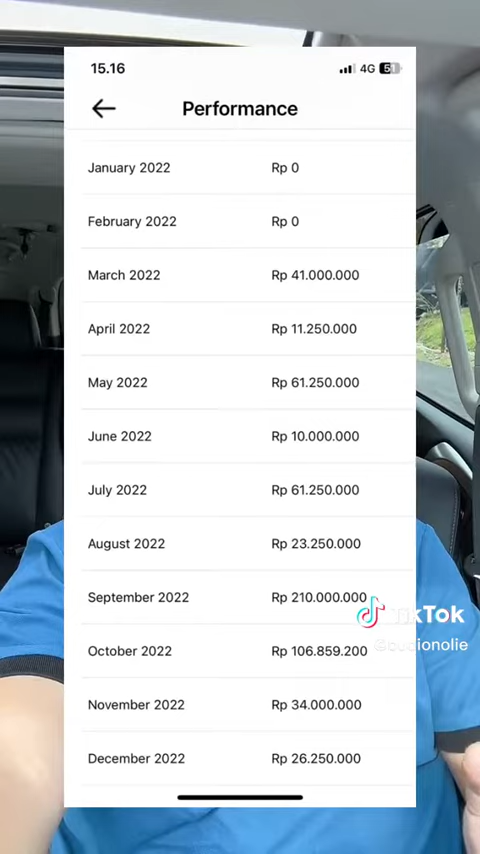 15.16 4G 51
Performance
January 2022 Rp 0
February 2022 Rp 0
March 2022 Rp 41.000.000
April 2022 Rp 11.250.000
May 2022 Rp 61.250.000
June 2022 Rp 10.000.000
July 2022 Rp 61.250.000
August 2022 Rp 23.250.000
September 2022 Rp 210.000.000
TikTok
October 2022 Rp 106.859.200
November 2022 Rp 34.000.000
December 2022 Rp 26.250.000